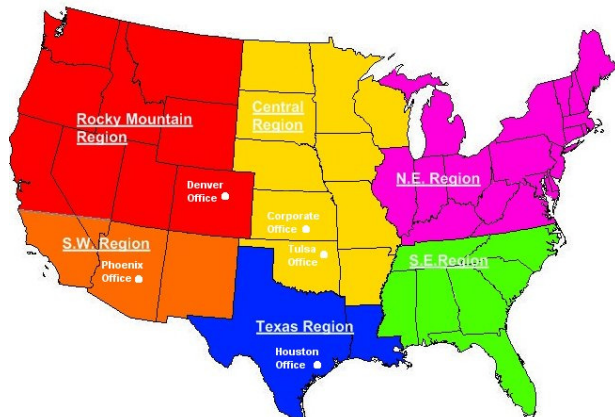 Rocky Mountain
Region
Central
Region
N.E. Region
Denver
Office
Corporate
Office
S.W. Region
Tulsa
Office
S.E.Region
Phoenix
Office
Texas Region
Houston
Office